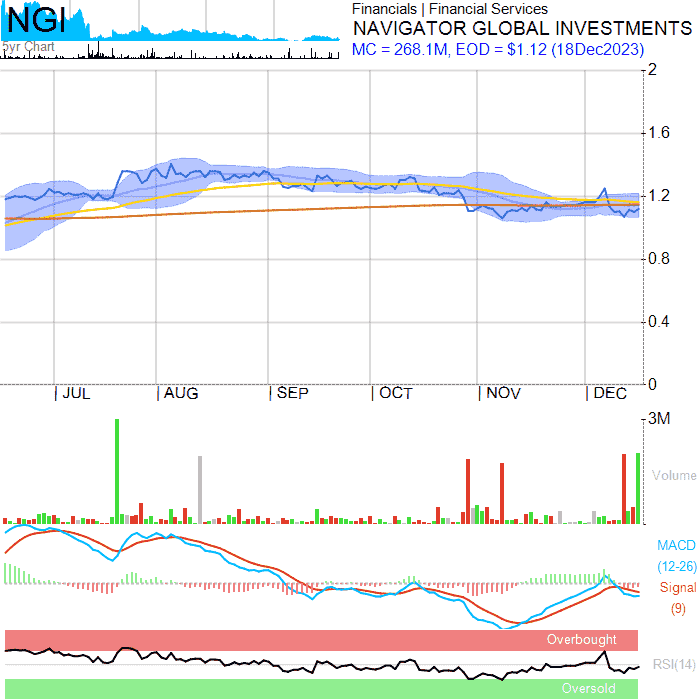 NGI
5yr Chart
Financials | Financial Services
NAVIGATOR GLOBAL INVESTMENTS
MC = 268.1M, EOD = $1.12 (18Dec2023)
2
1.6
1.2
0.8
0.4
0
| JUL | AUG | SEP | OCT | NOV | DEC
3M
Volume
MACD
(12-26)
Signal
(9)
Overbought
RSI(14)
Oversold